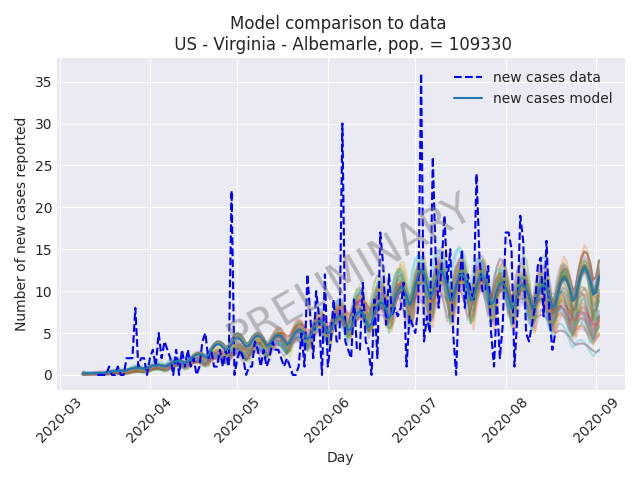 Model comparison to data
US - Virginia - Albemarle, pop. = 109330
new cases data
new cases model
Number of new cases reported
35
30
25
20
15
10
5
0
PRELIMINARY
2020-03
2020-04
2020-05
2020-06
2020-07
2020-08
2020-09
Day